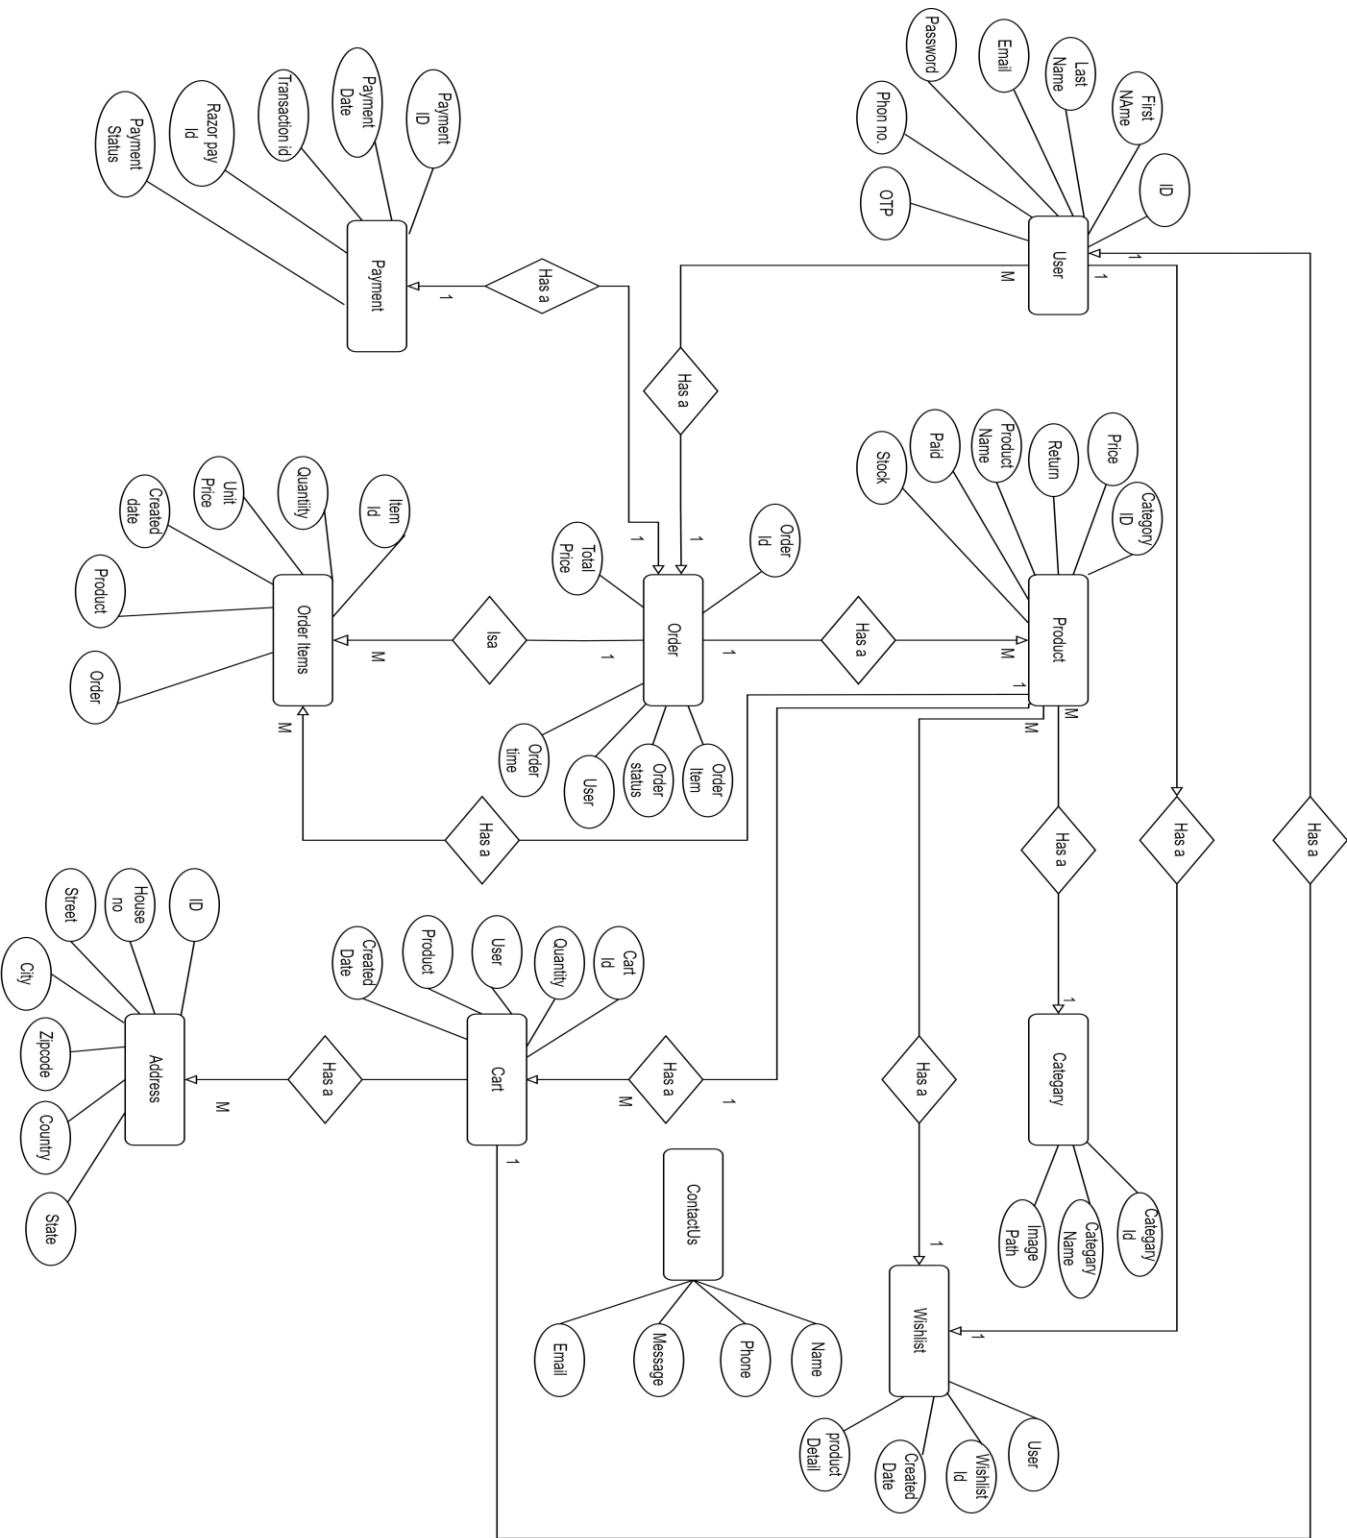 Has a
ID
First
NAme
Last
Name
Email
Password
Phon no.
OTP
User
1
1
M
Has a
Category
ID
Price
Return
Product
Name
Paid
Stock
Product
M
1
M
M
Has a
1
Categary
Categary
Id
Categary
Name
Image
Path
Has a
1
1
Wishlist
User
Wishlist
Id
Created
Date
product
Detail
Has a
Has a
1
1
1
Order
Id
Total
Price
Order
Order
Item
Order
status
User
Order
time
1
Has a
1
M
Cart
Id
Quantity
User
Product
Created
Date
Cart
1
ContactUs
Name
Phone
Message
Email
Has a
1
Payment
ID
Payment
Date
Transaction id
Razor pay
Id
Payment
Status
Payment
Isa
M
Item
Id
Quantiity
Unit
Price
Created
date
Product
Order
Order Items
M
Has a
Has a
M
ID
House
no
Street
City
Zipcode
Country
State
Address